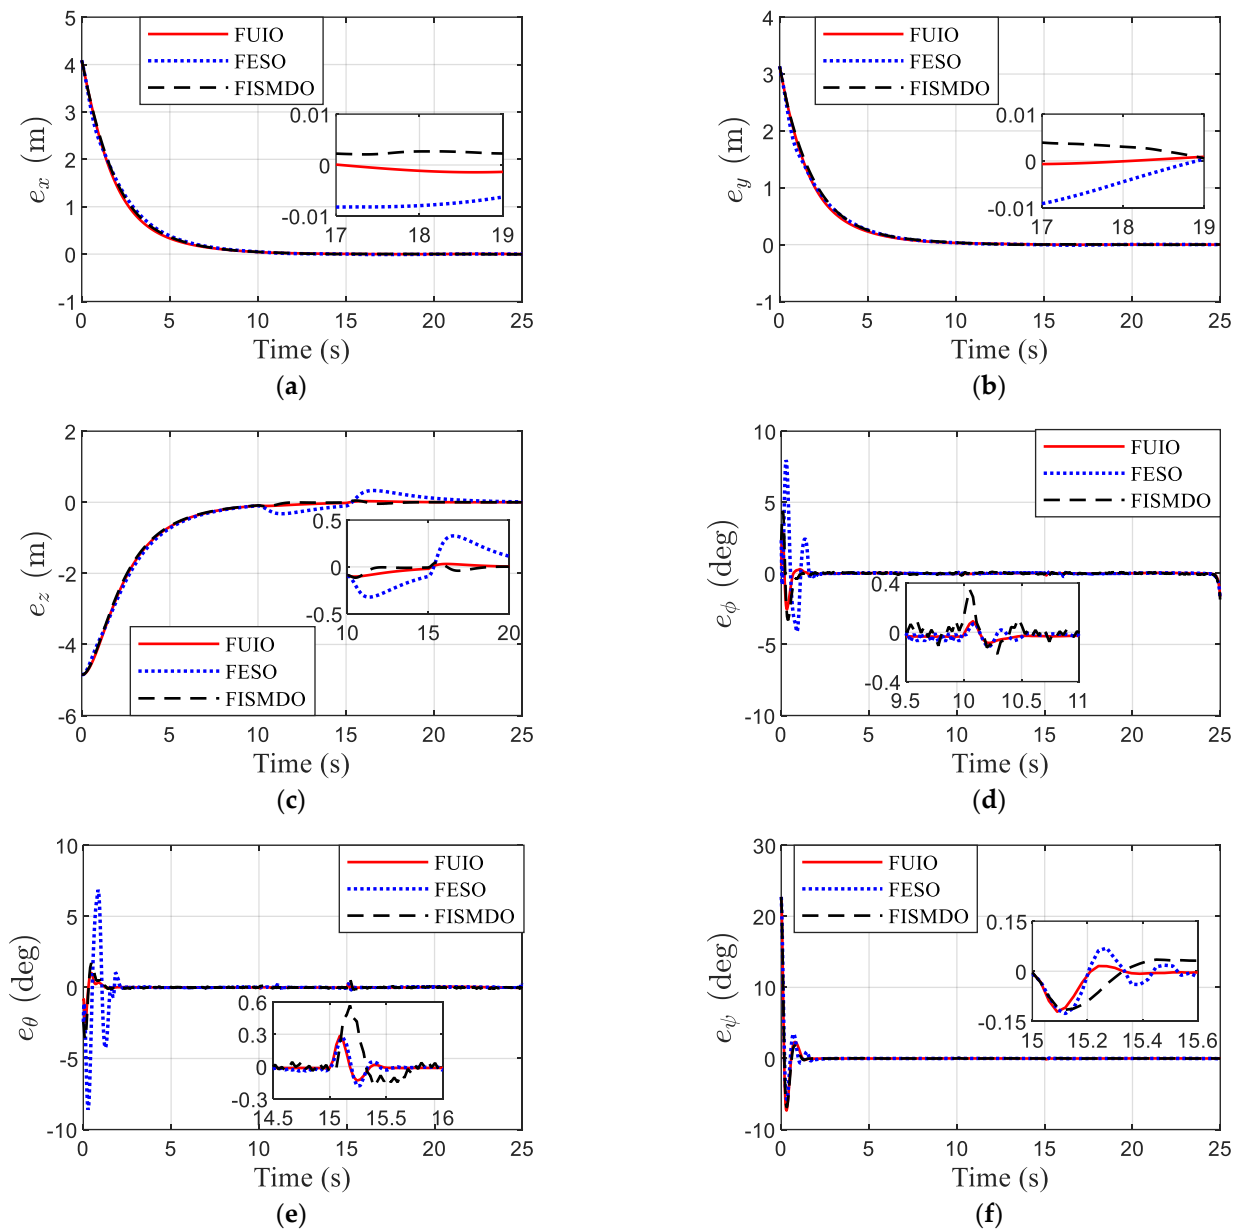 5
4
3
2
1
0
-1
e_x (m)
FUIO
FESO
FISMDO
0.01
0
-0.01
17 18 19
0 5 10 15 20 25
Time (s)
(a)
4
3
2
1
0
-1
e_y (m)
FUIO
FESO
FISMDO
0.01
0
-0.01
17 18 19
0 5 10 15 20 25
Time (s)
(b)
2
0
-2
-4
-6
e_z (m)
0.5
0
-0.5
10 15 20
FUIO
FESO
FISMDO
0 5 10 15 20 25
Time (s)
(c)
10
5
0
-5
-10
e_ϕ (deg)
FUIO
FESO
FISMDO
0.4
0
-0.4
9.5 10 10.5 11
0 5 10 15 20 25
Time (s)
(d)
10
5
0
-5
-10
e_θ (deg)
FUIO
FESO
FISMDO
0.6
0.3
0
-0.3
14.5 15 15.5 16
0 5 10 15 20 25
Time (s)
(e)
30
20
10
0
-10
e_ψ (deg)
FUIO
FESO
FISMDO
0.15
0
-0.15
15 15.2 15.4 15.6
0 5 10 15 20 25
Time (s)
(f)